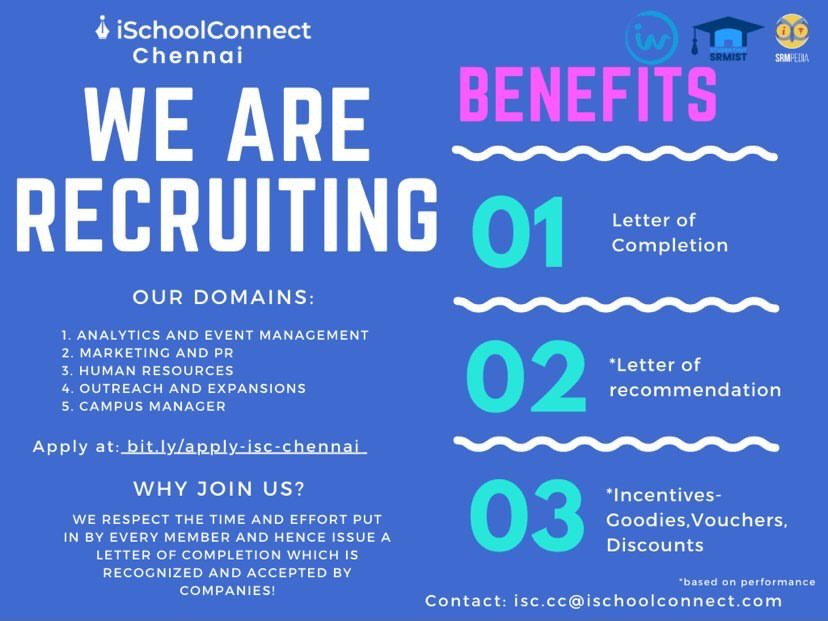 iSchoolConnect
Chennai
WE ARE
RECRUITING
OUR DOMAINS:
1. ANALYTICS AND EVENT MANAGEMENT
2. MARKETING AND PR
3. HUMAN RESOURCES
4. OUTREACH AND EXPANSIONS
5. CAMPUS MANAGER
Apply at: bit.ly/apply-isc-chennai
WHY JOIN US?
WE RESPECT THE TIME AND EFFORT PUT
IN BY EVERY MEMBER AND HENCE ISSUE A
LETTER OF COMPLETION WHICH IS
RECOGNIZED AND ACCEPTED BY
COMPANIES!
SRMIST
SRMPEDIA
BENEFITS
01
Letter of
Completion
02
*Letter of
recommendation
03
*Incentives-
Goodies,Vouchers,
Discounts
*based on performance
Contact: isc.cc@ischoolconnect.com